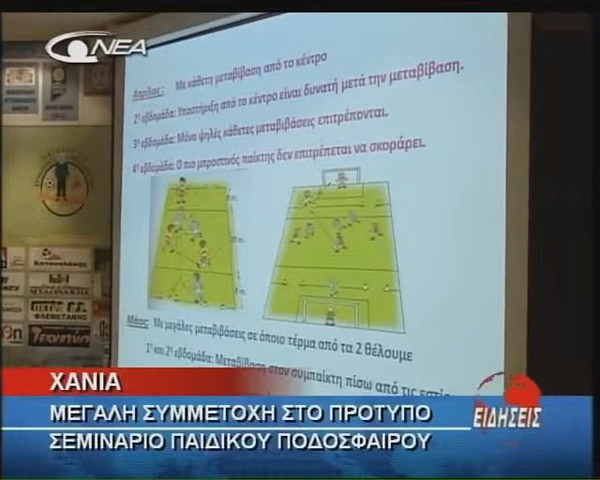 ΝΕΑ
Απρίλιος: Με κάθετη μεταβίβαση από το κέντρο
2η εβδομάδα: Υποστήριξη από το κέντρο είναι δυνατή μετά την μεταβίβαση.
3η εβδομάδα: Μόνο ψηλές κάθετες μεταβιβάσεις επιτρέπονται.
4η εβδομάδα: Ο πιο μπροστινός παίκτης δεν επιτρέπεται να σκοράρει.
Μάιος: Με μεγάλες μεταβιβάσεις σε όποιο τέρμα από τα 2 θέλουμε
1η και 2η εβδομάδα: Μεταβίβαση στον συμπαίκτη πίσω από τις
ΧΑΝΙΑ
ΜΕΓΑΛΗ ΣΥΜΜΕΤΟΧΗ ΣΤΟ ΠΡΟΤΥΠΟ
ΣΕΜΙΝΑΡΙΟ ΠΑΙΔΙΚΟΥ ΠΟΔΟΣΦΑΙΡΟΥ
ΕΙΔΗΣΕΙΣ